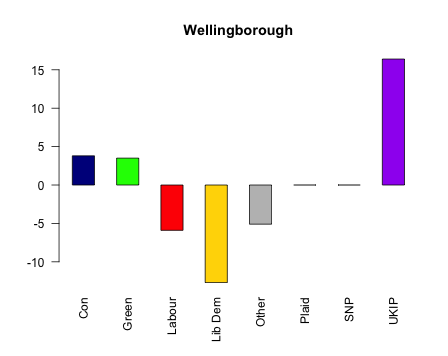 Wellingborough
15
10
5
0
-5
-10
Con
Green
Labour
Lib Dem
Other
Plaid
SNP
UKIP